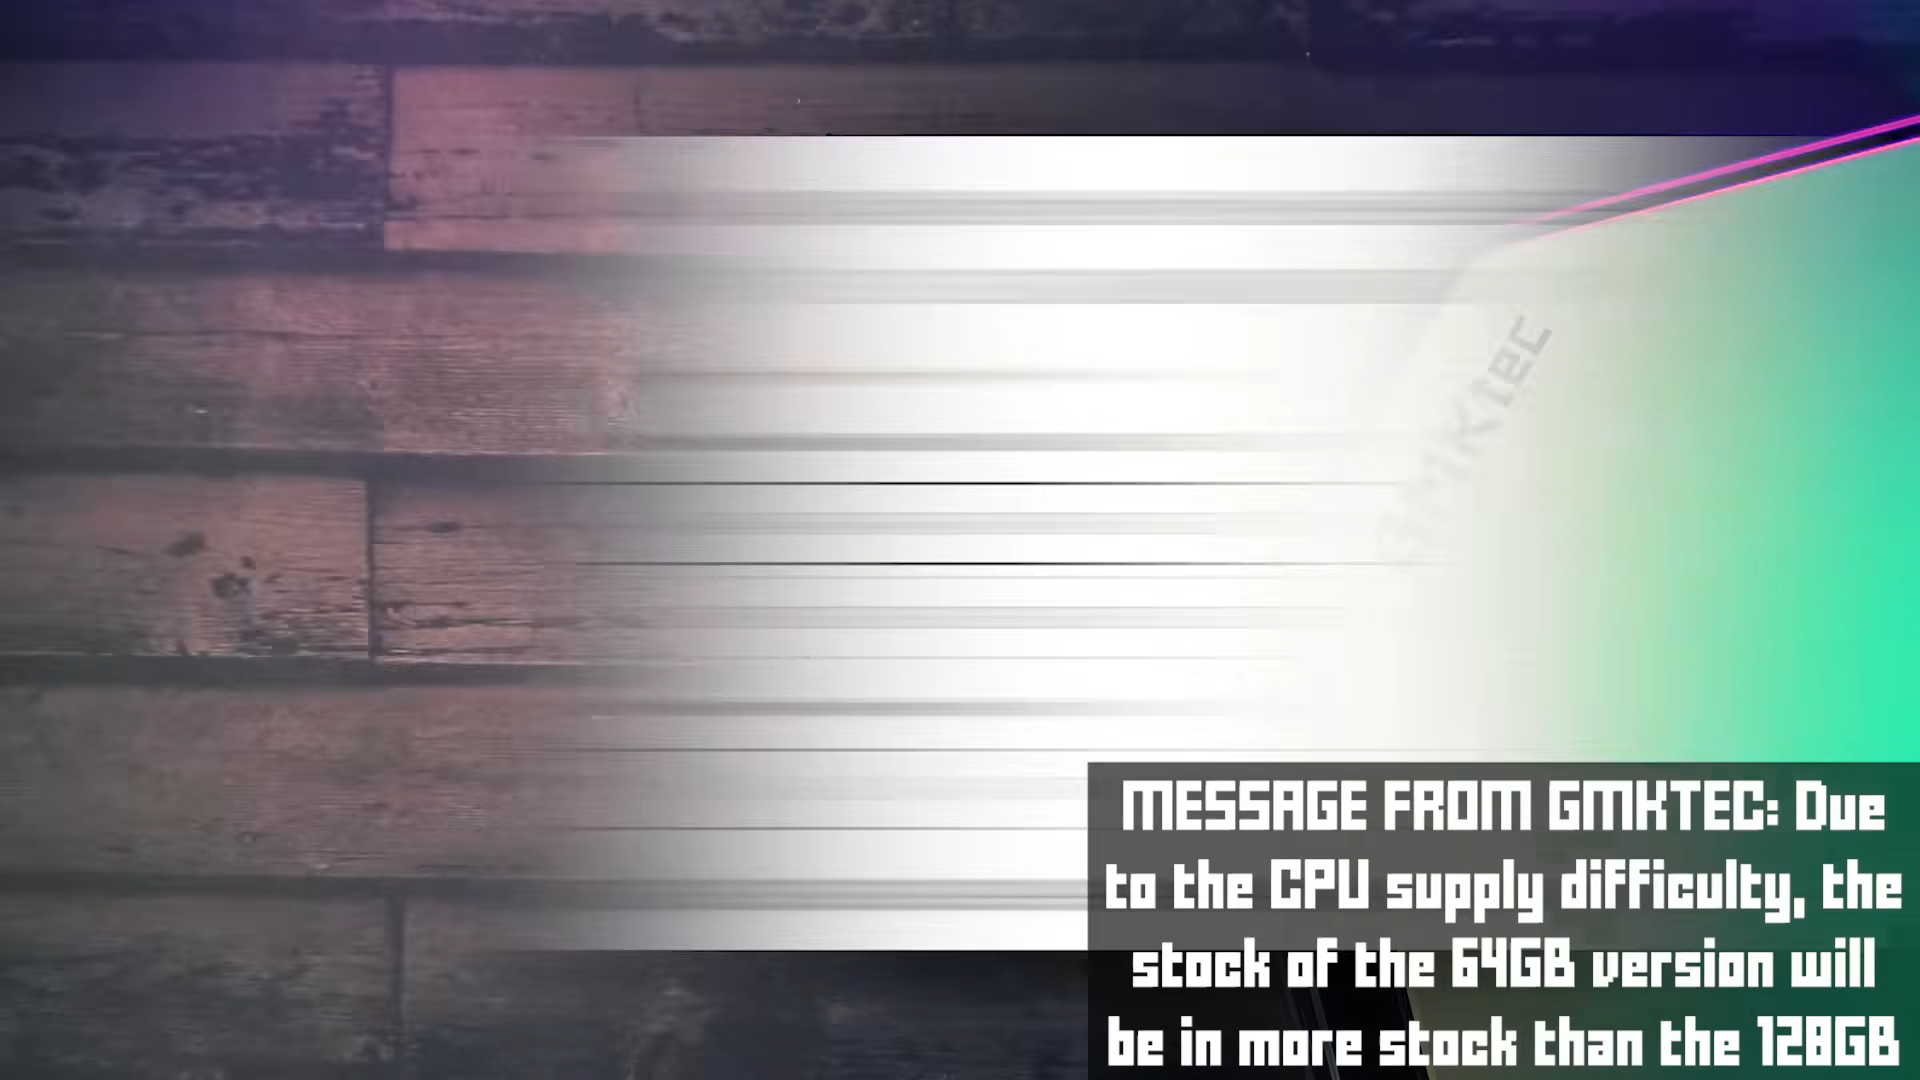 GMKtec
MESSAGE FROM GMKTEC: Due
to the CPU supply difficulty, the
stock of the 64GB version will
be in more stock than the 128GB